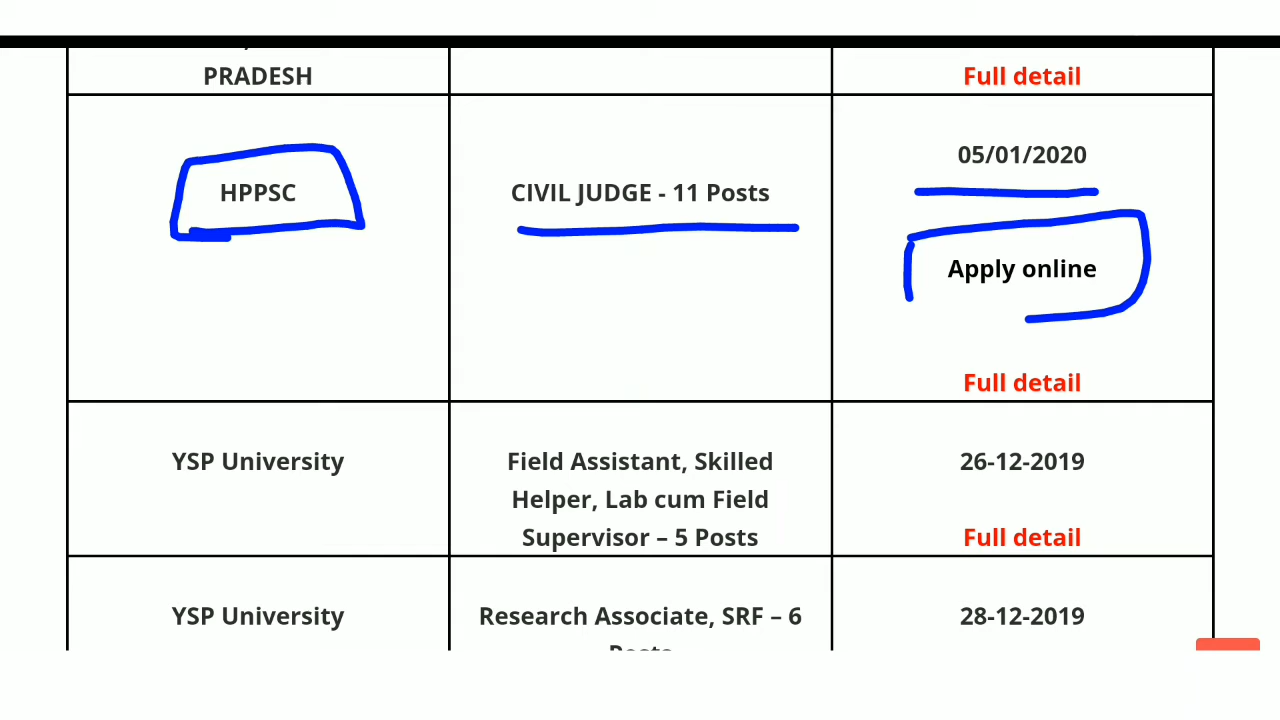 PRADESH
Full detail
HPPSC
CIVIL JUDGE - 11 Posts
05/01/2020
Apply online
Full detail
YSP University
Field Assistant, Skilled
Helper, Lab cum Field
Supervisor – 5 Posts
26-12-2019
Full detail
YSP University
Research Associate, SRF – 6
28-12-2019